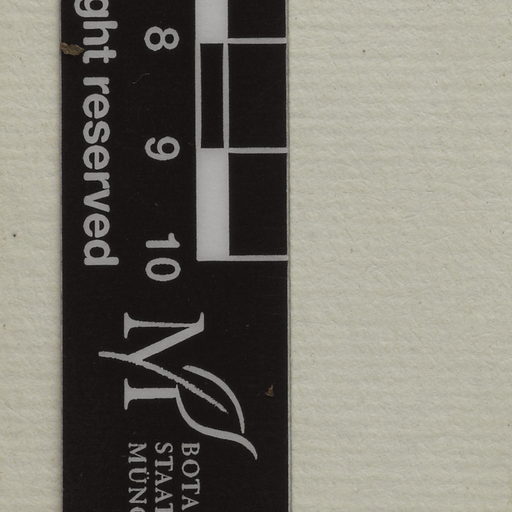 ght reserved
8
9
10
M
BOTA
STAAT
MÜNC